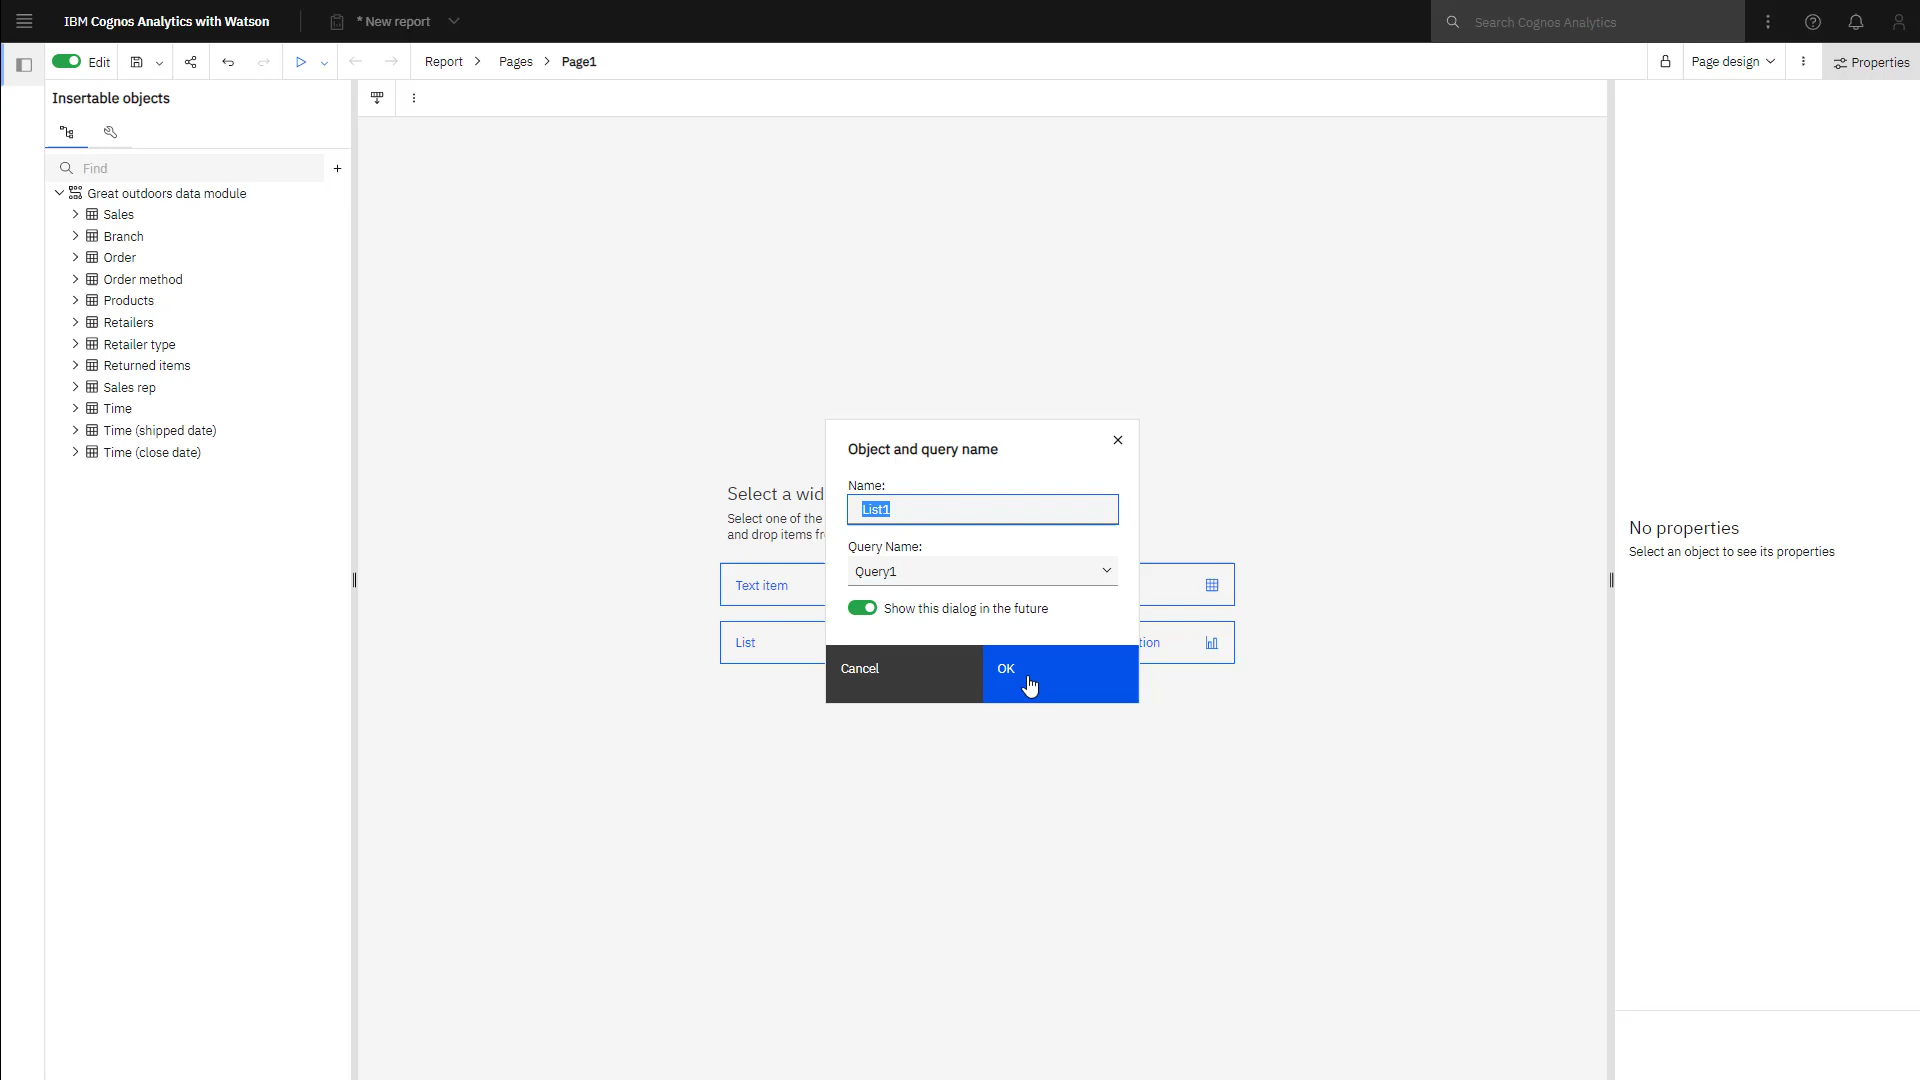 IBM Cognos Analytics with Watson
* New report
Search Cognos Analytics
Edit
Report
Pages
Page1
Page design
Properties
Insertable objects
Find
Great outdoors data module
Sales
Branch
Order
Order method
Products
Retailers
Retailer type
Returned items
Sales rep
Time
Time (shipped date)
Time (close date)
Select a wid
Select one of the
and drop items fr
Text item
List
tion
Object and query name
Name:
List1
Query Name:
Query1
Show this dialog in the future
Cancel
OK
No properties
Select an object to see its properties